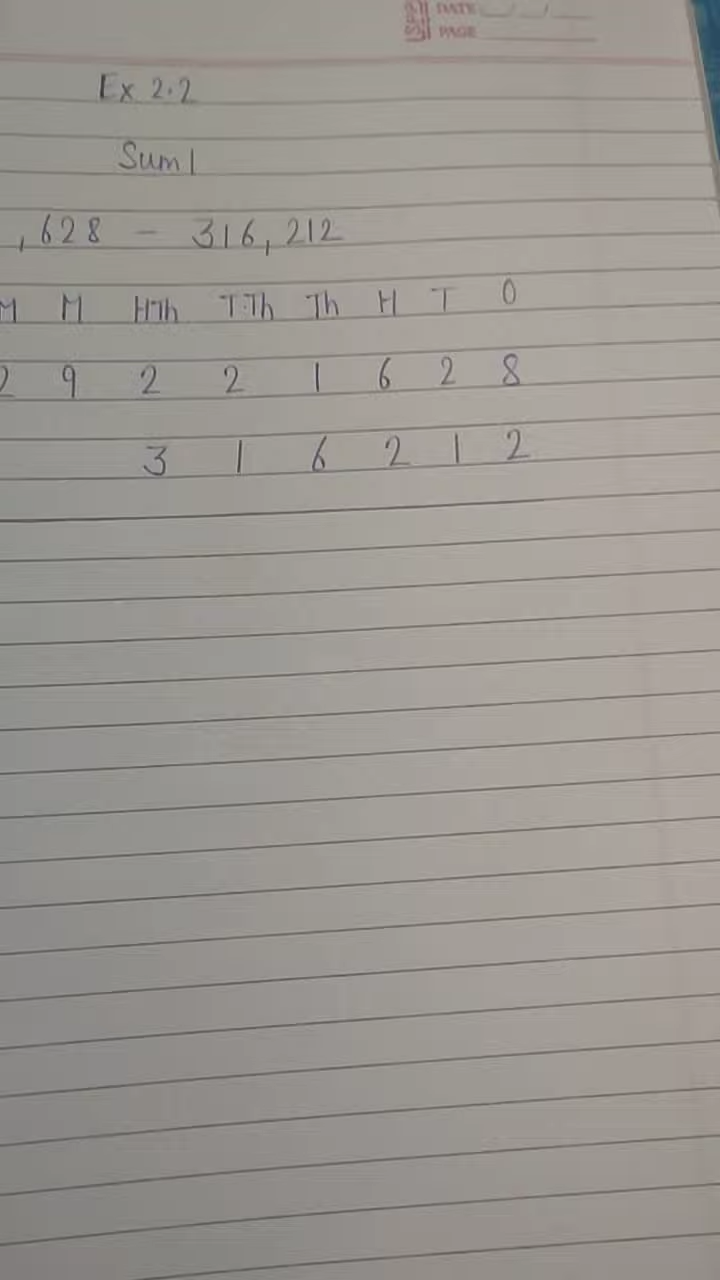 DATE
PAGE
Ex 2.2
Sum 1
,628 - 316,212
M M HTh T.Th Th H T O
2 9 2 2 1 6 2 8
3 1 6 2 1 2